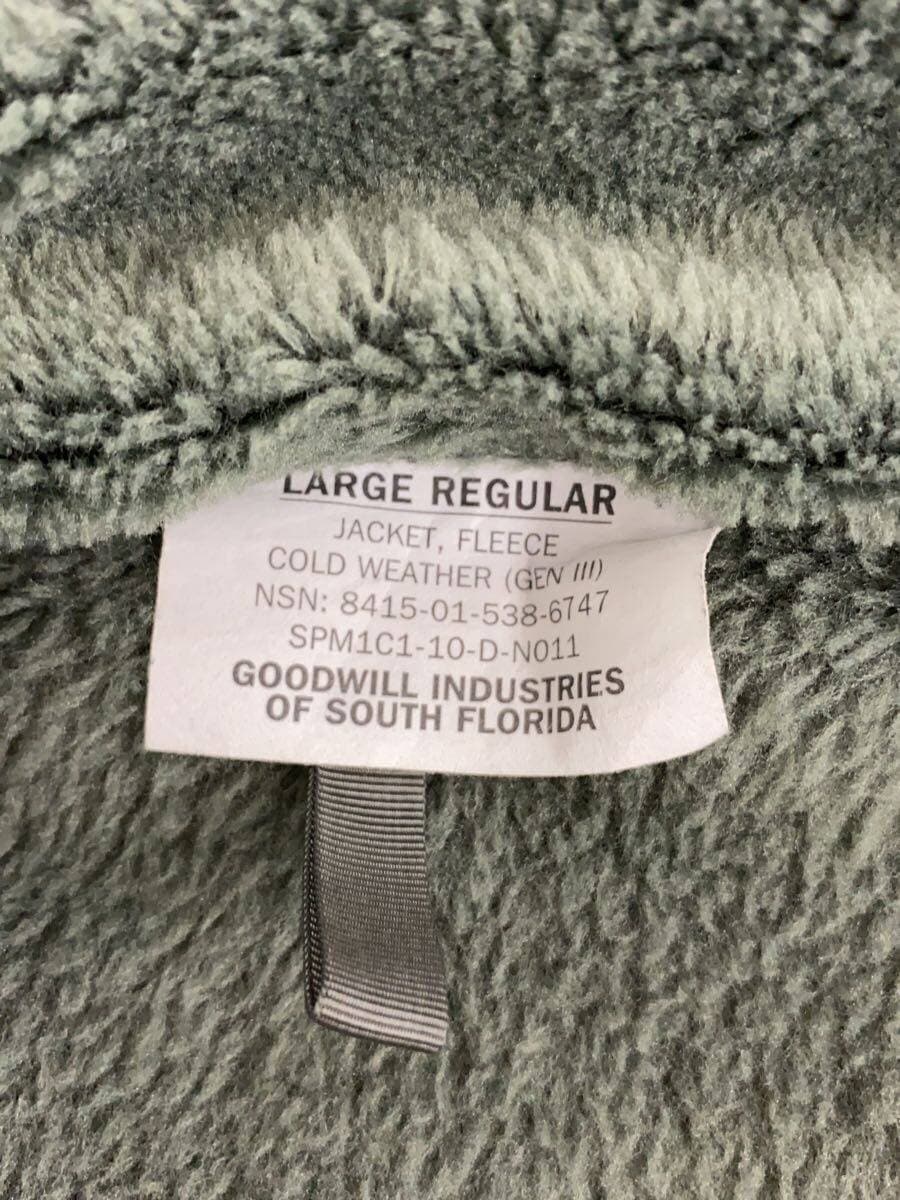 LARGE REGULAR
JACKET, FLEECE
COLD WEATHER (GEN III)
NSN: 8415-01-538-6747
SPM1C1-10-D-N011
GOODWILL INDUSTRIES
OF SOUTH FLORIDA